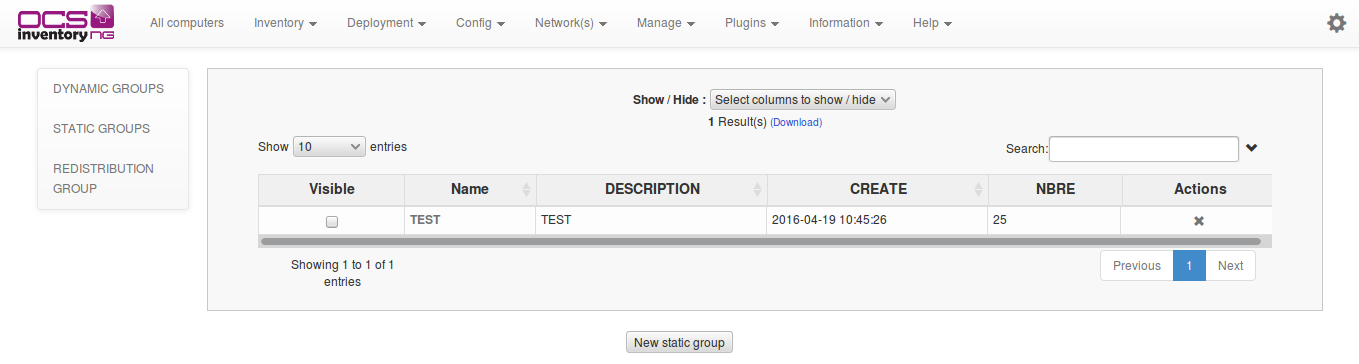 OCS inventory NG
All computers Inventory Deployment Config Network(s) Manage Plugins Information Help
DYNAMIC GROUPS
STATIC GROUPS
REDISTRIBUTION
GROUP
Show / Hide : Select columns to show / hide
1 Result(s) (Download)
Show 10 entries
Search:
Visible Name DESCRIPTION CREATE NBRE Actions
TEST TEST 2016-04-19 10:45:26 25
Showing 1 to 1 of 1
entries
Previous 1 Next
New static group